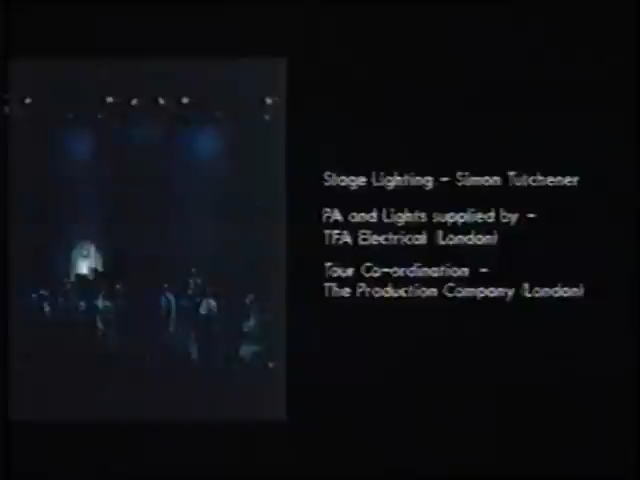 Stage Lighting - Simon Tutchener
PA and Lights supplied by -
TFA Electrical (London)
Tour Co-ordination -
The Production Company (London)